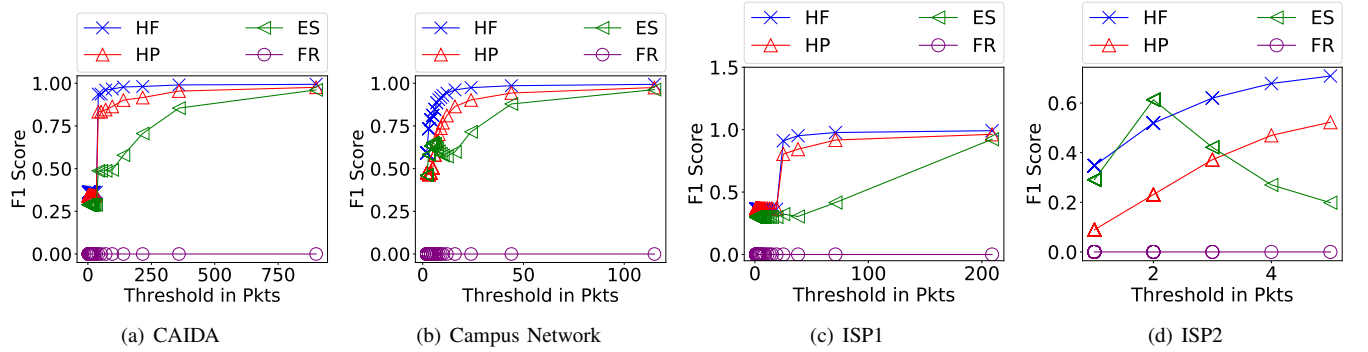 HF ES
HP FR
1.00
0.75
0.50
0.25
0.00
F1 Score
0 250 500 750
Threshold in Pkts
(a) CAIDA
HF ES
HP FR
1.00
0.75
0.50
0.25
0.00
F1 Score
0 50 100
Threshold in Pkts
(b) Campus Network
HF ES
HP FR
1.5
1.0
0.5
0.0
F1 Score
0 100 200
Threshold in Pkts
(c) ISP1
HF ES
HP FR
0.6
0.4
0.2
0.0
F1 Score
2 4
Threshold in Pkts
(d) ISP2